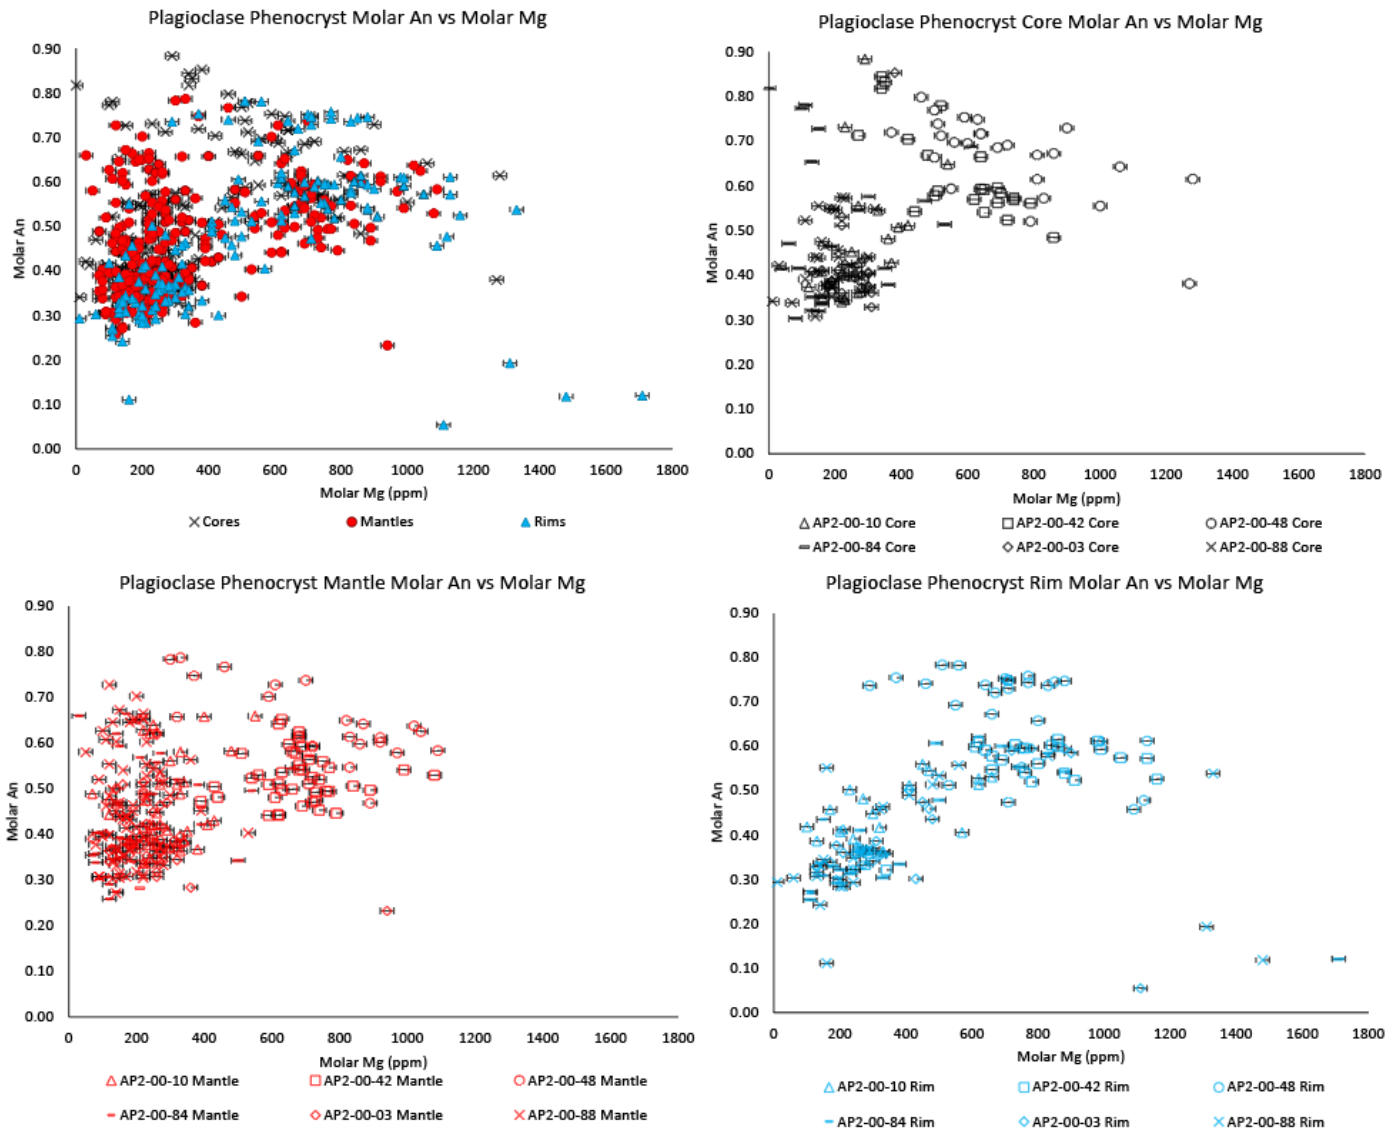 Plagioclase Phenocryst Molar An vs Molar Mg
0.90
0.80
0.70
0.60
0.50
0.40
0.30
0.20
0.10
0.00
Molar An
0 200 400 600 800 1000 1200 1400 1600 1800
Molar Mg (ppm)
Cores Mantles Rims
Plagioclase Phenocryst Core Molar An vs Molar Mg
0.90
0.80
0.70
0.60
0.50
0.40
0.30
0.20
0.10
0.00
Molar An
0 200 400 600 800 1000 1200 1400 1600 1800
Molar Mg (ppm)
AP2-00-10 Core AP2-00-42 Core AP2-00-48 Core
AP2-00-84 Core AP2-00-03 Core AP2-00-88 Core
Plagioclase Phenocryst Mantle Molar An vs Molar Mg
0.90
0.80
0.70
0.60
0.50
0.40
0.30
0.20
0.10
0.00
Molar An
0 200 400 600 800 1000 1200 1400 1600 1800
Molar Mg (ppm)
AP2-00-10 Mantle AP2-00-42 Mantle AP2-00-48 Mantle
AP2-00-84 Mantle AP2-00-03 Mantle AP2-00-88 Mantle
Plagioclase Phenocryst Rim Molar An vs Molar Mg
0.90
0.80
0.70
0.60
0.50
0.40
0.30
0.20
0.10
0.00
Molar An
0 200 400 600 800 1000 1200 1400 1600 1800
Molar Mg (ppm)
AP2-00-10 Rim AP2-00-42 Rim AP2-00-48 Rim
AP2-00-84 Rim AP2-00-03 Rim AP2-00-88 Rim